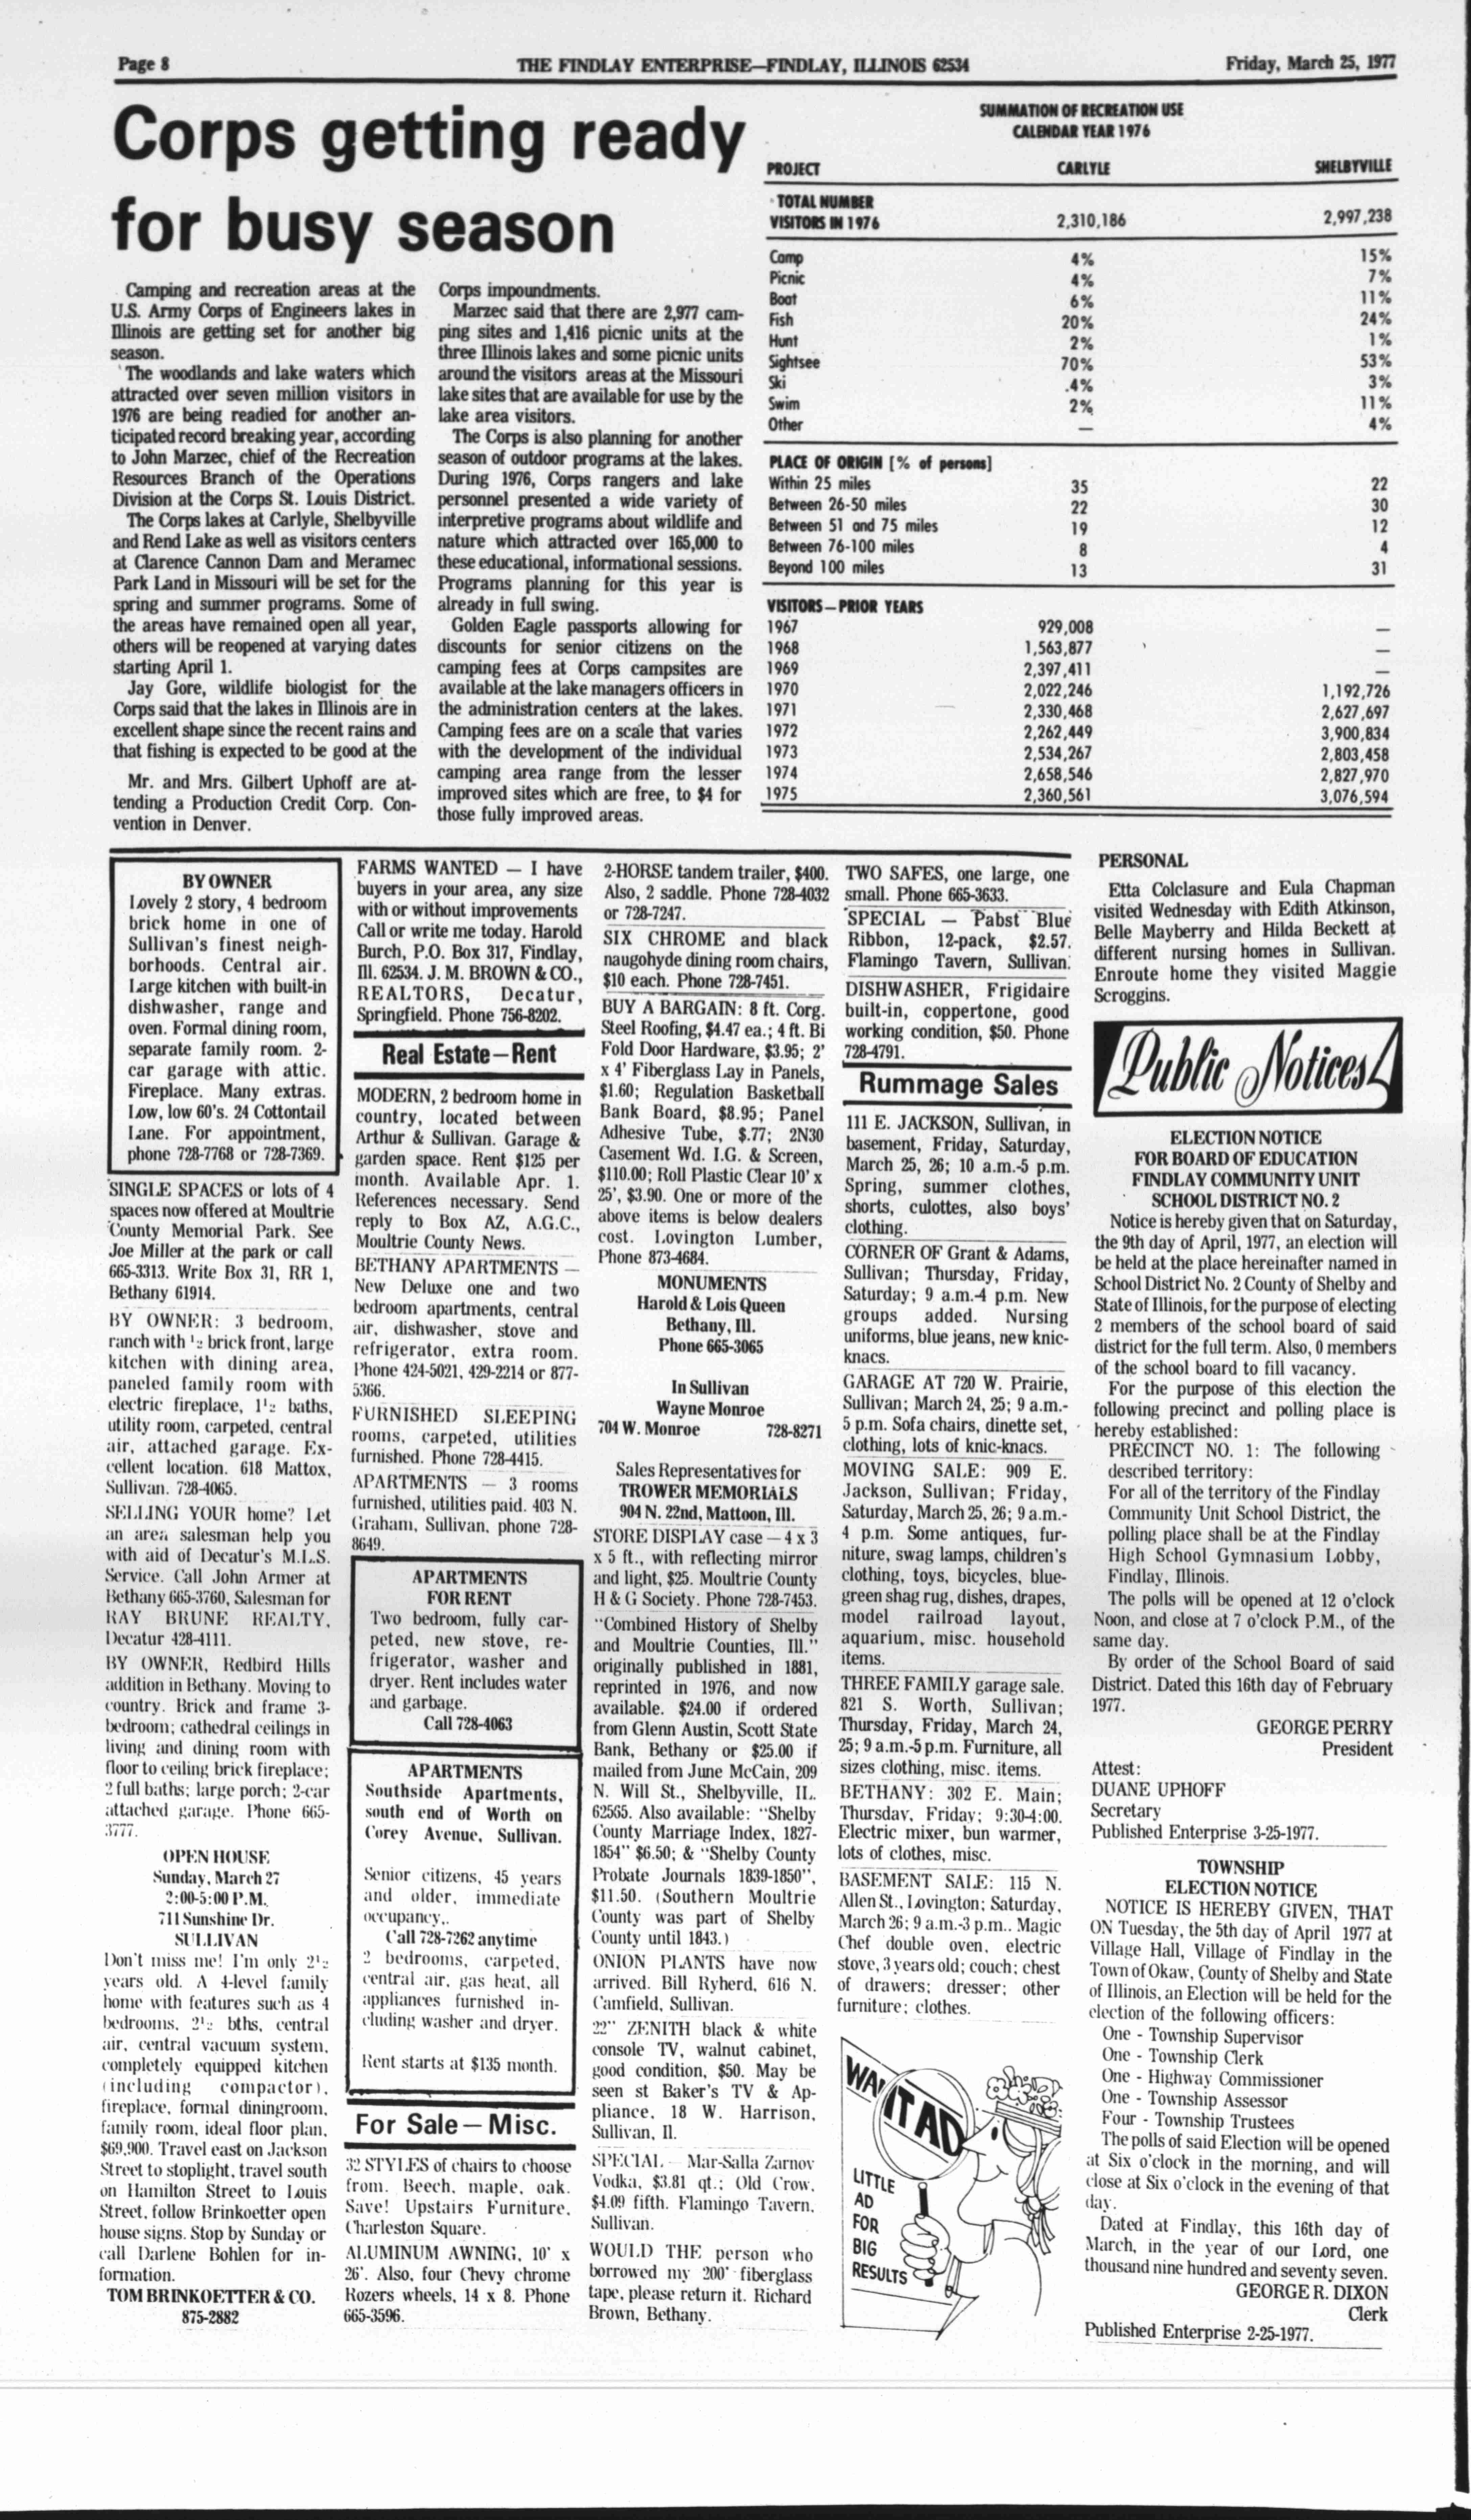 Page 8
THE FINDLAY ENTERPRISE—FINDLAY, ILLINOIS 62534
Friday, March 25, 1977
Corps getting ready
for busy season
Camping and recreation areas at the
U.S. Army Corps of Engineers lakes in
Illinois are getting set for another big
season.
The woodlands and lake waters which
attracted over seven million visitors in
1976 are being readied for another an-
ticipated record breaking year, according
to John Marzec, chief of the Recreation
Resources Branch of the Operations
Division at the Corps St. Louis District.
The Corps lakes at Carlyle, Shelbyville
and Rend Lake as well as visitors centers
at Clarence Cannon Dam and Meramec
Park Land in Missouri will be set for the
spring and summer programs. Some of
the areas have remained open all year,
others will be reopened at varying dates
starting April 1.
Jay Gore, wildlife biologist for the
Corps said that the lakes in Illinois are in
excellent shape since the recent rains and
that fishing is expected to be good at the
Corps impoundments.
Marzec said that there are 2,977 cam-
ping sites and 1,416 picnic units at the
three Illinois lakes and some picnic units
around the visitors areas at the Missouri
lake sites that are available for use by the
lake area visitors.
The Corps is also planning for another
season of outdoor programs at the lakes.
During 1976, Corps rangers and lake
personnel presented a wide variety of
interpretive programs about wildlife and
nature which attracted over 165,000 to
these educational, informational sessions.
Programs planning for this year is
already in full swing.
Golden Eagle passports allowing for
discounts for senior citizens on the
camping fees at Corps campsites are
available at the lake managers officers in
the administration centers at the lakes.
Camping fees are on a scale that varies
with the development of the individual
camping area range from the lesser
improved sites which are free, to $4 for
those fully improved areas.
Mr. and Mrs. Gilbert Uphoff are at-
tending a Production Credit Corp. Con-
vention in Denver.
SUMMATION OF RECREATION USE
CALENDAR YEAR 1976
PROJECT CARLYLE SHELBYVILLE
TOTAL NUMBER
VISITORS IN 1976 2,310,186 2,997,238
Camp 4% 15%
Picnic 4% 7%
Boat 6% 11%
Fish 20% 24%
Hunt 2% 1%
Sightsee 70% 53%
Ski .4% 3%
Swim 2% 11%
Other — 4%
PLACE OF ORIGIN [% of persons]
Within 25 miles 35 22
Between 26-50 miles 22 30
Between 51 and 75 miles 19 12
Between 76-100 miles 8 4
Beyond 100 miles 13 31
VISITORS—PRIOR YEARS
1967 929,008 —
1968 1,563,877 —
1969 2,397,411 —
1970 2,022,246 1,192,726
1971 2,330,468 2,627,697
1972 2,262,449 3,900,834
1973 2,534,267 2,803,458
1974 2,658,546 2,827,970
1975 2,360,561 3,076,594
BY OWNER
Lovely 2 story, 4 bedroom
brick home in one of
Sullivan's finest neigh-
borhoods. Central air.
Large kitchen with built-in
dishwasher, range and
oven. Formal dining room,
separate family room. 2-
car garage with attic.
Fireplace. Many extras.
Low, low 60's. 24 Cottontail
Lane. For appointment,
phone 728-7768 or 728-7369.
SINGLE SPACES or lots of 4
spaces now offered at Moultrie
County Memorial Park. See
Joe Miller at the park or call
665-3313. Write Box 31, RR 1,
Bethany 61914.
BY OWNER: 3 bedroom,
ranch with ½ brick front, large
kitchen with dining area,
paneled family room with
electric fireplace, 1½ baths,
utility room, carpeted, central
air, attached garage. Ex-
cellent location. 618 Mattox,
Sullivan. 728-4065.
SELLING YOUR home? Let
an area salesman help you
with aid of Decatur's M.L.S.
Service. Call John Armer at
Bethany 665-3760, Salesman for
RAY BRUNE REALTY,
Decatur 428-4111.
BY OWNER, Redbird Hills
addition in Bethany. Moving to
country. Brick and frame 3-
bedroom; cathedral ceilings in
living and dining room with
floor to ceiling brick fireplace;
2 full baths; large porch; 2-car
attached garage. Phone 665-
3777.
OPEN HOUSE
Sunday, March 27
2:00-5:00 P.M.
711 Sunshine Dr.
SULLIVAN
Don't miss me! I'm only 2½
years old. A 4-level family
home with features such as 4
bedrooms, 2½ bths, central
air, central vacuum system,
completely equipped kitchen
(including compactor),
fireplace, formal diningroom,
family room, ideal floor plan,
$69,900. Travel east on Jackson
Street to stoplight, travel south
on Hamilton Street to Louis
Street, follow Brinkoetter open
house signs. Stop by Sunday or
call Darlene Bohlen for in-
formation.
TOM BRINKOETTER & CO.
875-2882
FARMS WANTED — I have
buyers in your area, any size
with or without improvements
Call or write me today. Harold
Burch, P.O. Box 317, Findlay,
Ill. 62534. J. M. BROWN & CO.,
REALTORS, Decatur,
Springfield. Phone 756-8202.
Real Estate—Rent
MODERN, 2 bedroom home in
country, located between
Arthur & Sullivan. Garage &
garden space. Rent $125 per
month. Available Apr. 1.
References necessary. Send
reply to Box AZ, A.G.C.,
Moultrie County News.
BETHANY APARTMENTS —
New Deluxe one and two
bedroom apartments, central
air, dishwasher, stove and
refrigerator, extra room.
Phone 424-5021, 429-2214 or 877-
5366.
FURNISHED SLEEPING
rooms, carpeted, utilities
furnished. Phone 728-4415.
APARTMENTS — 3 rooms
furnished, utilities paid. 403 N.
Graham, Sullivan, phone 728-
8649.
APARTMENTS
FOR RENT
Two bedroom, fully car-
peted, new stove, re-
frigerator, washer and
dryer. Rent includes water
and garbage.
Call 728-4063
APARTMENTS
Southside Apartments,
south end of Worth on
Corey Avenue, Sullivan.
Senior citizens, 45 years
and older, immediate
occupancy,.
Call 728-7262 anytime
2 bedrooms, carpeted,
central air, gas heat, all
appliances furnished in-
cluding washer and dryer.
Rent starts at $135 month.
For Sale—Misc.
32 STYLES of chairs to choose
from. Beech, maple, oak.
Save! Upstairs Furniture,
Charleston Square.
ALUMINUM AWNING, 10' x
26'. Also, four Chevy chrome
Rozers wheels, 14 x 8. Phone
665-3596.
2-HORSE tandem trailer, $400.
Also, 2 saddle. Phone 728-4032
or 728-7247.
SIX CHROME and black
naugohyde dining room chairs,
$10 each. Phone 728-7451.
BUY A BARGAIN: 8 ft. Corg.
Steel Roofing, $4.47 ea.; 4 ft. Bi
Fold Door Hardware, $3.95; 2'
x 4' Fiberglass Lay in Panels,
$1.60; Regulation Basketball
Bank Board, $8.95; Panel
Adhesive Tube, $.77; 2N30
Casement Wd. I.G. & Screen,
$110.00; Roll Plastic Clear 10' x
25', $3.90. One or more of the
above items is below dealers
cost. Lovington Lumber,
Phone 873-4684.
MONUMENTS
Harold & Lois Queen
Bethany, Ill.
Phone 665-3065
In Sullivan
Wayne Monroe
704 W. Monroe 728-8271
Sales Representatives for
TROWER MEMORIALS
904 N. 22nd, Mattoon, Ill.
STORE DISPLAY case — 4 x 3
x 5 ft., with reflecting mirror
and light, $25. Moultrie County
H & G Society. Phone 728-7453.
"Combined History of Shelby
and Moultrie Counties, Ill."
originally published in 1881,
reprinted in 1976, and now
available. $24.00 if ordered
from Glenn Austin, Scott State
Bank, Bethany or $25.00 if
mailed from June McCain, 209
N. Will St., Shelbyville, IL.
62565. Also available: "Shelby
County Marriage Index, 1827-
1854" $6.50; & "Shelby County
Probate Journals 1839-1850",
$11.50. (Southern Moultrie
County was part of Shelby
County until 1843.)
ONION PLANTS have now
arrived. Bill Ryherd, 616 N.
Camfield, Sullivan.
22" ZENITH black & white
console TV, walnut cabinet,
good condition, $50. May be
seen st Baker's TV & Ap-
pliance, 18 W. Harrison,
Sullivan, Il.
SPECIAL — Mar-Salla Zarnov
Vodka, $3.81 qt.; Old Crow,
$4.09 fifth. Flamingo Tavern,
Sullivan.
WOULD THE person who
borrowed my 200' fiberglass
tape, please return it. Richard
Brown, Bethany.
TWO SAFES, one large, one
small. Phone 665-3633.
SPECIAL — Pabst Blue
Ribbon, 12-pack, $2.57.
Flamingo Tavern, Sullivan.
DISHWASHER, Frigidaire
built-in, coppertone, good
working condition, $50. Phone
728-4791.
Rummage Sales
111 E. JACKSON, Sullivan, in
basement, Friday, Saturday,
March 25, 26; 10 a.m.-5 p.m.
Spring, summer clothes,
shorts, culottes, also boys'
clothing.
CORNER OF Grant & Adams,
Sullivan; Thursday, Friday,
Saturday; 9 a.m.-4 p.m. New
groups added. Nursing
uniforms, blue jeans, new knic-
knacs.
GARAGE AT 720 W. Prairie,
Sullivan; March 24, 25; 9 a.m.-
5 p.m. Sofa chairs, dinette set,
clothing, lots of knic-knacs.
MOVING SALE: 909 E.
Jackson, Sullivan; Friday,
Saturday, March 25, 26; 9 a.m.-
4 p.m. Some antiques, fur-
niture, swag lamps, children's
clothing, toys, bicycles, blue-
green shag rug, dishes, drapes,
model railroad layout,
aquarium, misc. household
items.
THREE FAMILY garage sale.
821 S. Worth, Sullivan;
Thursday, Friday, March 24,
25; 9 a.m.-5 p.m. Furniture, all
sizes clothing, misc. items.
BETHANY: 302 E. Main;
Thursday, Friday; 9:30-4:00.
Electric mixer, bun warmer,
lots of clothes, misc.
BASEMENT SALE: 115 N.
Allen St., Lovington; Saturday,
March 26; 9 a.m.-3 p.m.. Magic
Chef double oven, electric
stove, 3 years old; couch; chest
of drawers; dresser; other
furniture; clothes.
WANT AD
LITTLE
AD
FOR
BIG
RESULTS
PERSONAL
Etta Colclasure and Eula Chapman
visited Wednesday with Edith Atkinson,
Belle Mayberry and Hilda Beckett at
different nursing homes in Sullivan.
Enroute home they visited Maggie
Scroggins.
Public Notices
ELECTION NOTICE
FOR BOARD OF EDUCATION
FINDLAY COMMUNITY UNIT
SCHOOL DISTRICT NO. 2
Notice is hereby given that on Saturday,
the 9th day of April, 1977, an election will
be held at the place hereinafter named in
School District No. 2 County of Shelby and
State of Illinois, for the purpose of electing
2 members of the school board of said
district for the full term. Also, 0 members
of the school board to fill vacancy.
For the purpose of this election the
following precinct and polling place is
hereby established:
PRECINCT NO. 1: The following
described territory:
For all of the territory of the Findlay
Community Unit School District, the
polling place shall be at the Findlay
High School Gymnasium Lobby,
Findlay, Illinois.
The polls will be opened at 12 o'clock
Noon, and close at 7 o'clock P.M., of the
same day.
By order of the School Board of said
District. Dated this 16th day of February
1977.
GEORGE PERRY
President
Attest:
DUANE UPHOFF
Secretary
Published Enterprise 3-25-1977.
TOWNSHIP
ELECTION NOTICE
NOTICE IS HEREBY GIVEN, THAT
ON Tuesday, the 5th day of April 1977 at
Village Hall, Village of Findlay in the
Town of Okaw, County of Shelby and State
of Illinois, an Election will be held for the
election of the following officers:
One - Township Supervisor
One - Township Clerk
One - Highway Commissioner
One - Township Assessor
Four - Township Trustees
The polls of said Election will be opened
at Six o'clock in the morning, and will
close at Six o'clock in the evening of that
day.
Dated at Findlay, this 16th day of
March, in the year of our Lord, one
thousand nine hundred and seventy seven.
GEORGE R. DIXON
Clerk
Published Enterprise 2-25-1977.